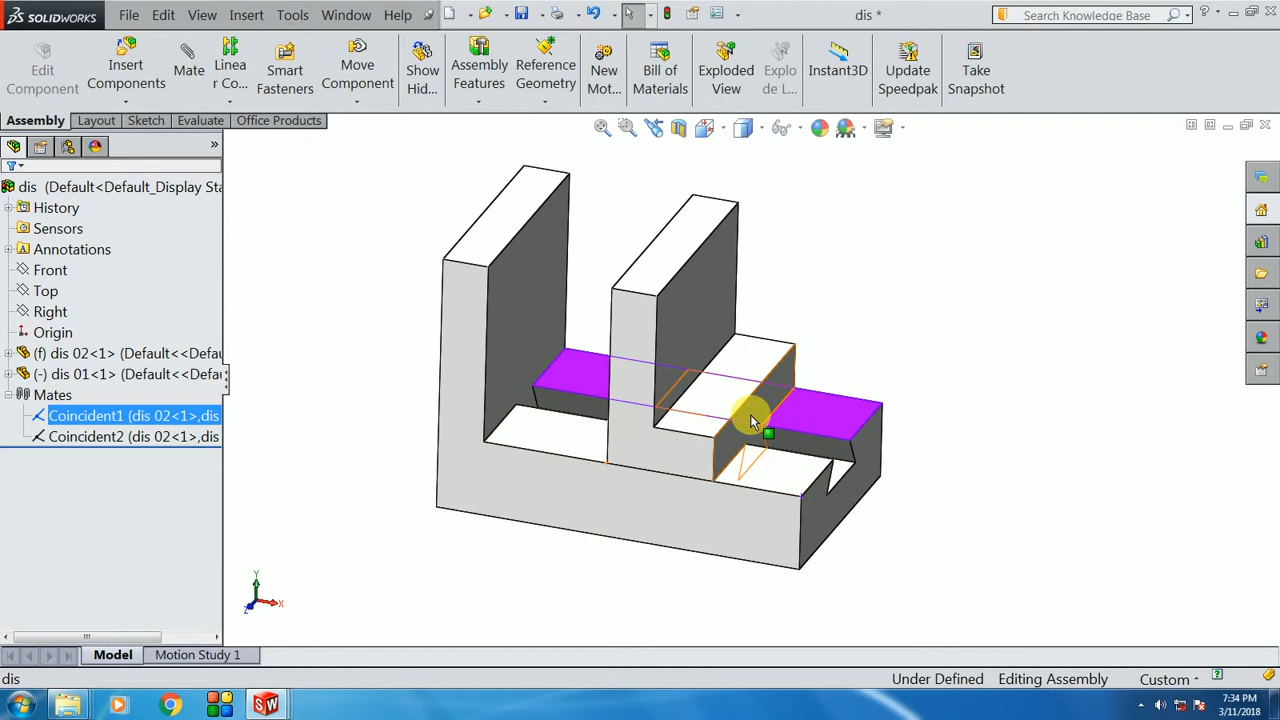 SOLIDWORKS File Edit View Insert Tools Window Help dis * Search Knowledge Base
Edit Component
Insert Components
Mate
Linear Co...
Smart Fasteners
Move Component
Show Hid...
Assembly Features
Reference Geometry
New Mot...
Bill of Materials
Exploded View
Explode L...
Instant3D
Update Speedpak
Take Snapshot
Assembly Layout Sketch Evaluate Office Products
dis (Default<Default_Display Sta
History
Sensors
Annotations
Front
Top
Right
Origin
(f) dis 02<1> (Default<<Defau
(-) dis 01<1> (Default<<Defau
Mates
Coincident1 (dis 02<1>,dis
Coincident2 (dis 02<1>,dis
Y
X
Z
Model Motion Study 1
dis Under Defined Editing Assembly Custom
7:34 PM
3/11/2018